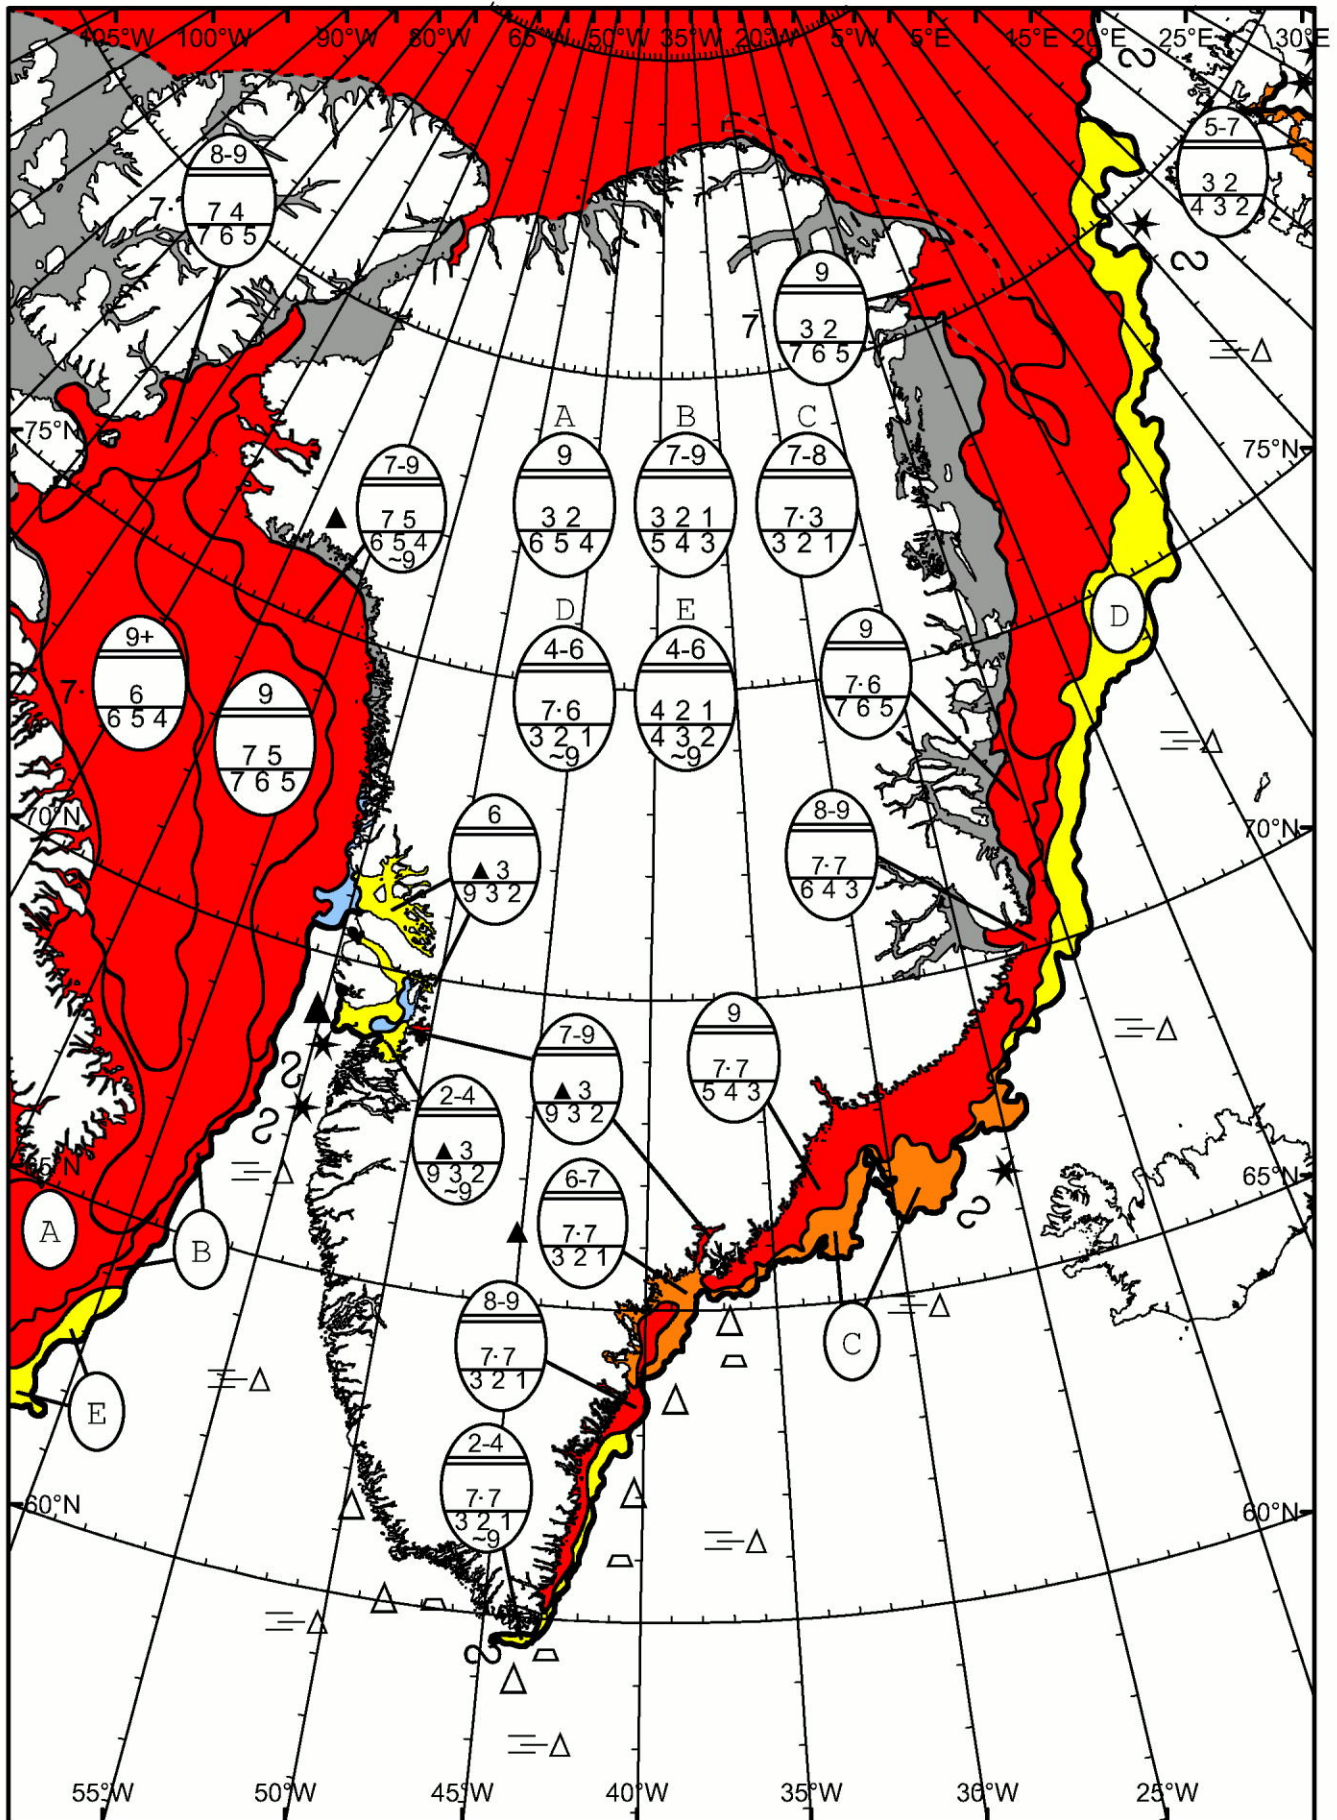 105°W 100°W 90°W 80°W 65°W 50°W 35°W 20°W 5°W 5°E 15°E 20°E 25°E 30°E
5-7
3 2
4 3 2
8-9
7·
7 4
7 6 5
9
7
3 2
7 6 5
75°N
75°N
A B C
7-9
7 5
6 5 4
~9
9
3 2
6 5 4
7-9
3 2 1
5 4 3
7-8
7·3
3 2 1
D E
D
4-6
7·6
3 2 1
~9
4-6
4 2 1
4 3 2
~9
9
7·6
7 6 5
9+
7·
6
6 5 4
9
7 5
7 6 5
70°N
70°N
6
▲ 3
9 3 2
8-9
7·7
6 4 3
9
7·7
5 4 3
7-9
▲ 3
9 3 2
2-4
▲ 3
9 3 2
~9
65°N
65°N
6-7
7·7
3 2 1
A
B
C
8-9
7·7
3 2 1
E
2-4
7·7
3 2 1
~9
60°N
60°N
55°W 50°W 45°W 40°W 35°W 30°W 25°W